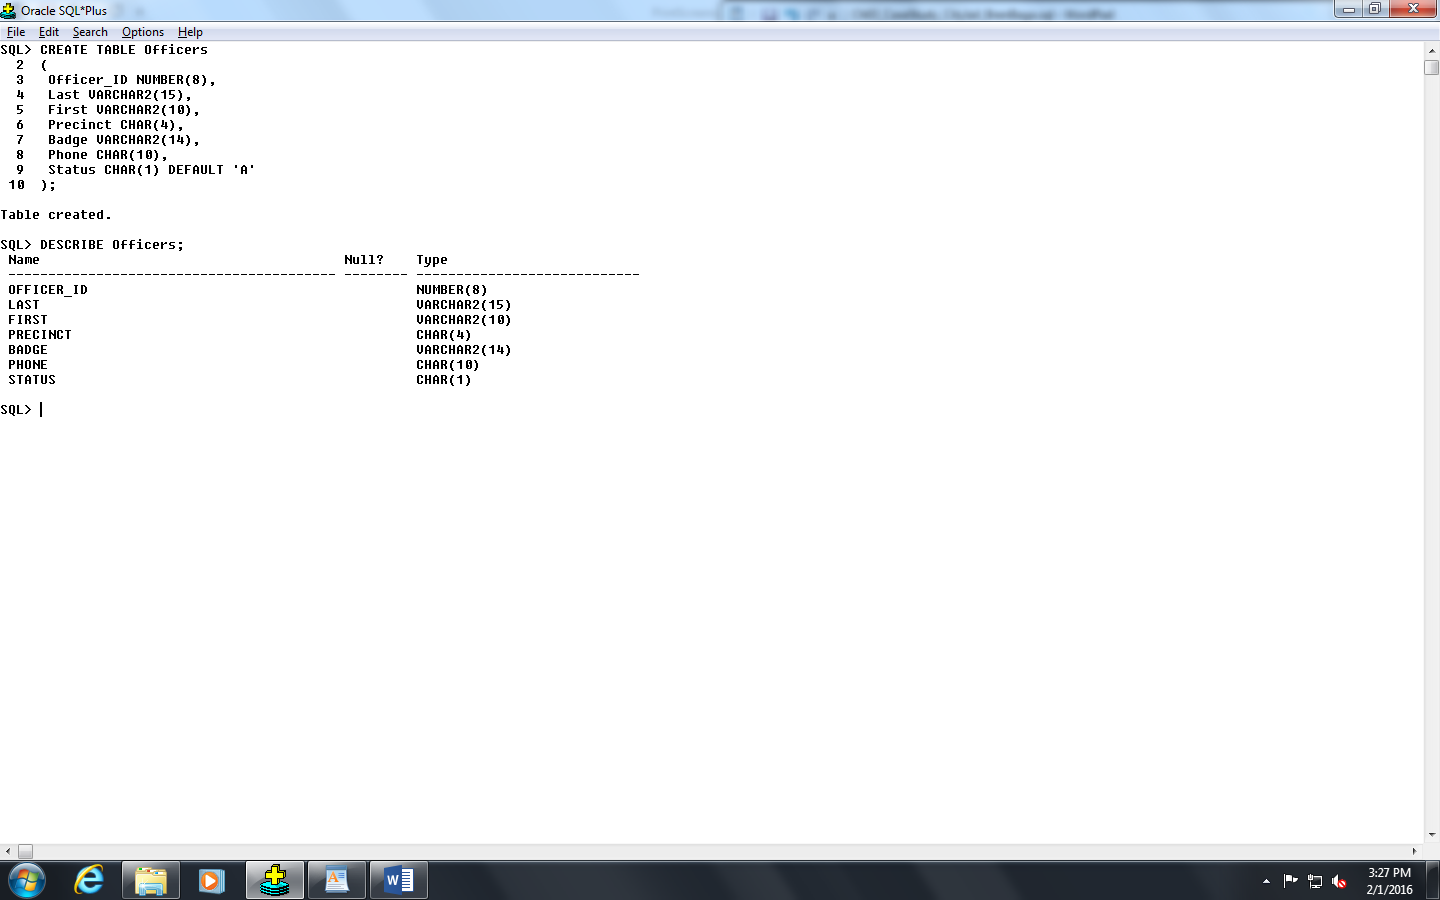 Oracle SQL*Plus
File Edit Search Options Help
SQL> CREATE TABLE Officers
2 (
3 Officer_ID NUMBER(8),
4 Last VARCHAR2(15),
5 First VARCHAR2(10),
6 Precinct CHAR(4),
7 Badge VARCHAR2(14),
8 Phone CHAR(10),
9 Status CHAR(1) DEFAULT 'A'
10 );
Table created.
SQL> DESCRIBE Officers;
Name Null? Type
----------------------------------------- -------- ----------------------------
OFFICER_ID NUMBER(8)
LAST VARCHAR2(15)
FIRST VARCHAR2(10)
PRECINCT CHAR(4)
BADGE VARCHAR2(14)
PHONE CHAR(10)
STATUS CHAR(1)
SQL>
3:27 PM
2/1/2016